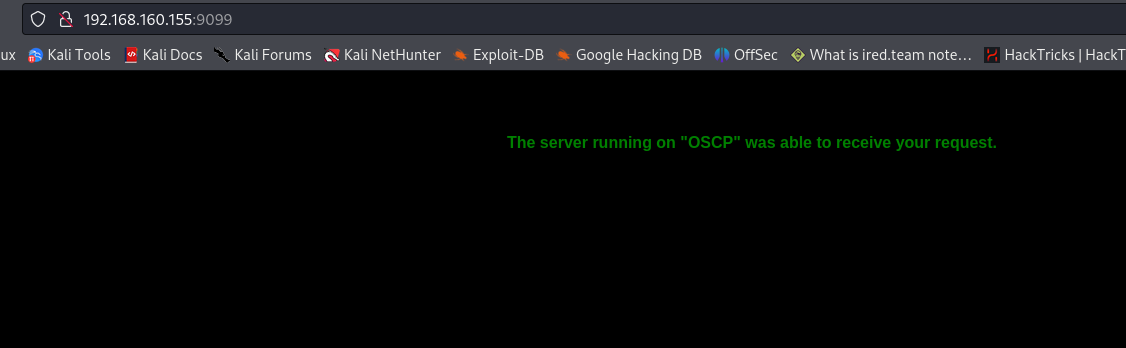 192.168.160.155:9099
ux Kali Tools Kali Docs Kali Forums Kali NetHunter Exploit-DB Google Hacking DB OffSec What is ired.team note… HackTricks | HackT
The server running on "OSCP" was able to receive your request.